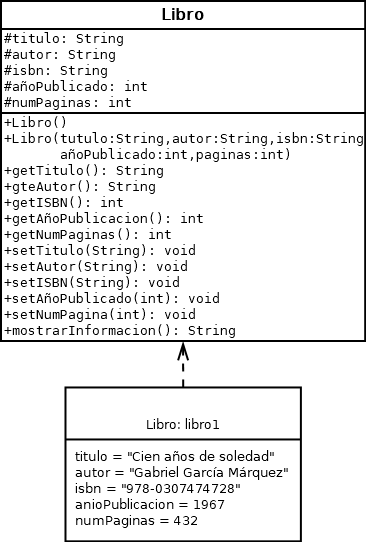 Libro
#titulo: String
#autor: String
#isbn: String
#añoPublicado: int
#numPaginas: int
+Libro()
+Libro(tutulo:String,autor:String,isbn:String
añoPublicado:int,paginas:int)
+getTitulo(): String
+gteAutor(): String
+getISBN(): int
+getAñoPublicacion(): int
+getNumPaginas(): int
+setTitulo(String): void
+setAutor(String): void
+setISBN(String): void
+setAñoPublicado(int): void
+setNumPagina(int): void
+mostrarInformacion(): String
Libro: libro1
titulo = "Cien años de soledad"
autor = "Gabriel García Márquez"
isbn = "978-0307474728"
anioPublicacion = 1967
numPaginas = 432